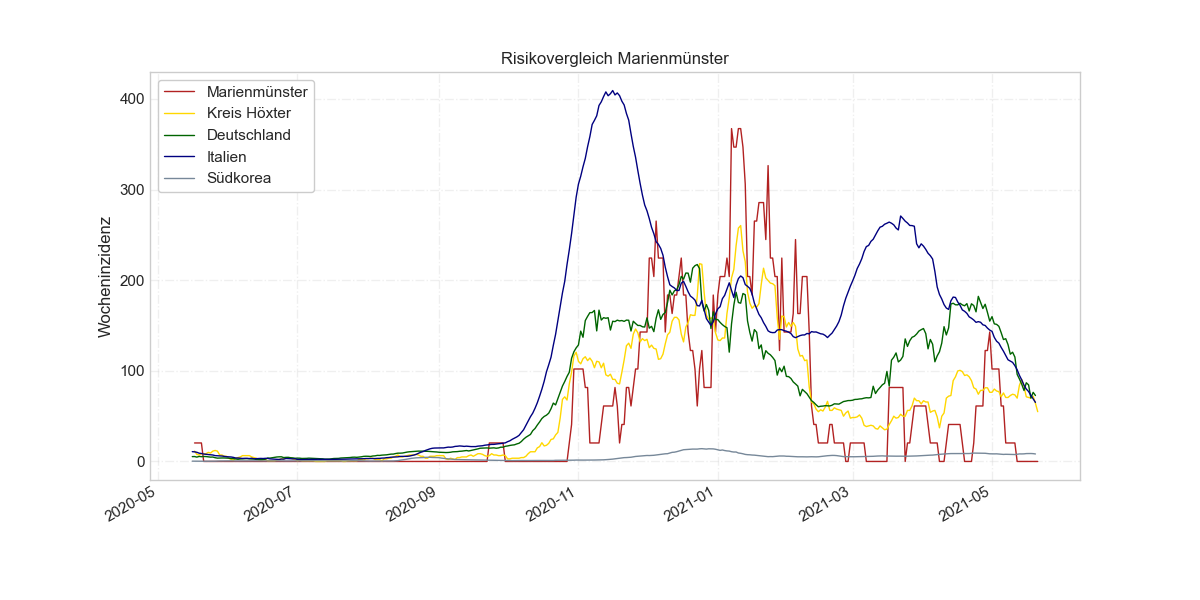 Risikovergleich Marienmünster
Wocheninzidenz
400
300
200
100
0
Marienmünster
Kreis Höxter
Deutschland
Italien
Südkorea
2020-05
2020-07
2020-09
2020-11
2021-01
2021-03
2021-05